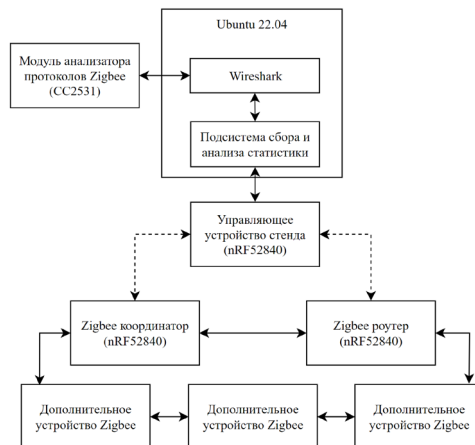 Ubuntu 22.04
Модуль анализатора
протоколов Zigbee
(CC2531)
Wireshark
Подсистема сбора и
анализа статистики
Управляющее
устройство стенда
(nRF52840)
Zigbee координатор
(nRF52840)
Zigbee роутер
(nRF52840)
Дополнительное
устройство Zigbee
Дополнительное
устройство Zigbee
Дополнительное
устройство Zigbee